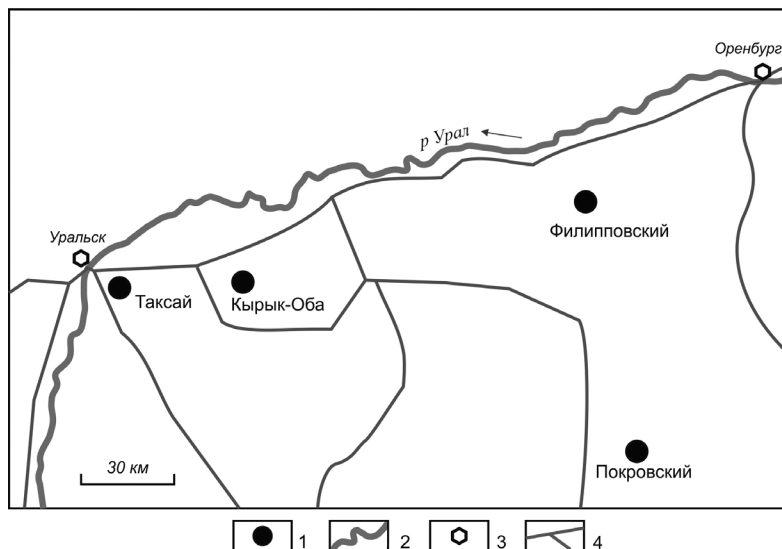 Оренбург
р Урал
Филипповский
Уральск
Таксай
Кырык-Оба
30 км
Покровский
1
2
3
4